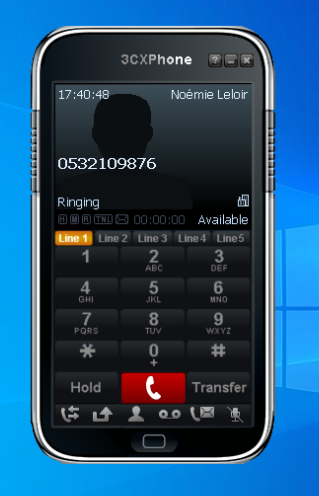 3CXPhone
17:40:48 Noémie Leloir
0532109876
Ringing
H M R TNL 00:00:00 Available
Line 1 Line 2 Line 3 Line 4 Line5
1 2 3
ABC DEF
4 5 6
GHI JKL MNO
7 8 9
PQRS TUV WXYZ
* 0 #
+
Hold Transfer